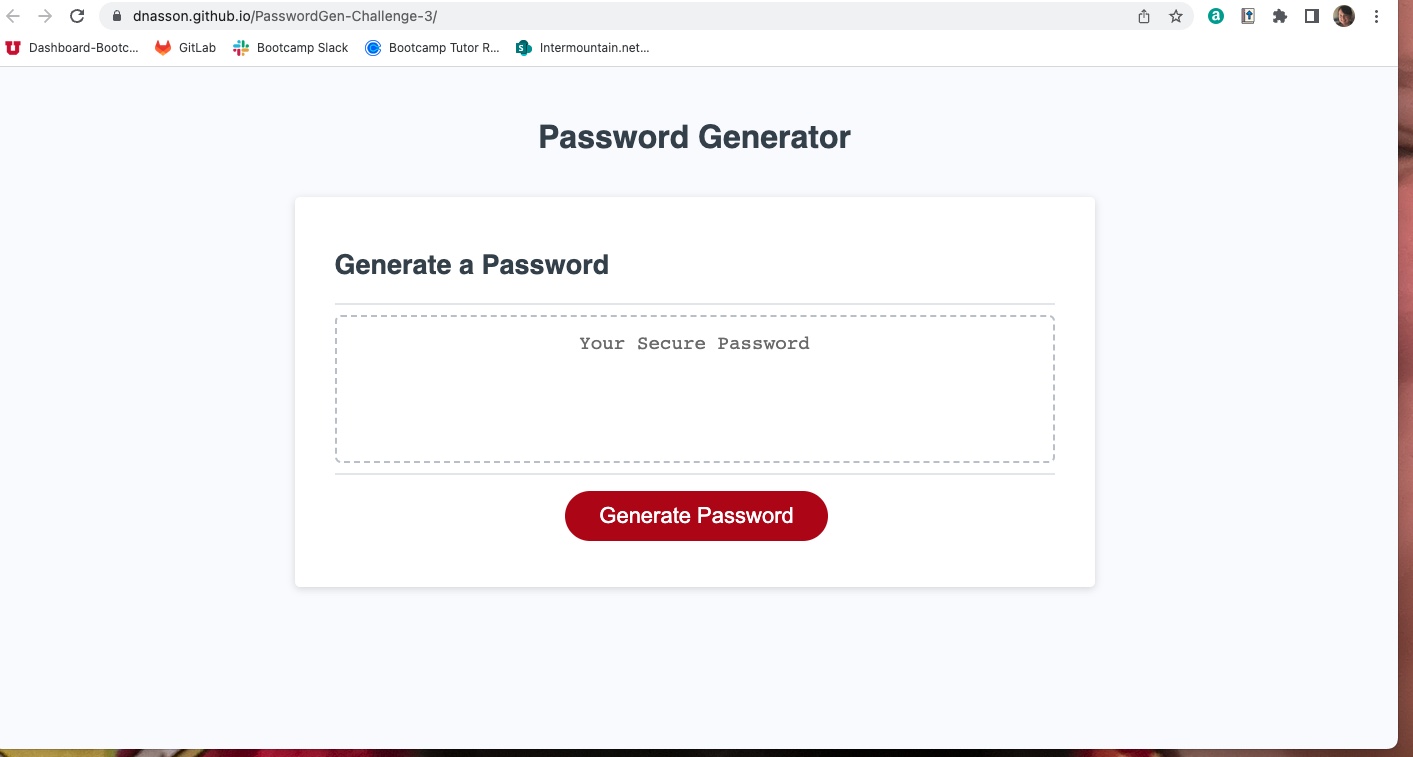 dnasson.github.io/PasswordGen-Challenge-3/
a
Dashboard-Bootc... GitLab Bootcamp Slack Bootcamp Tutor R... S Intermountain.net...
Password Generator
Generate a Password
Your Secure Password
Generate Password